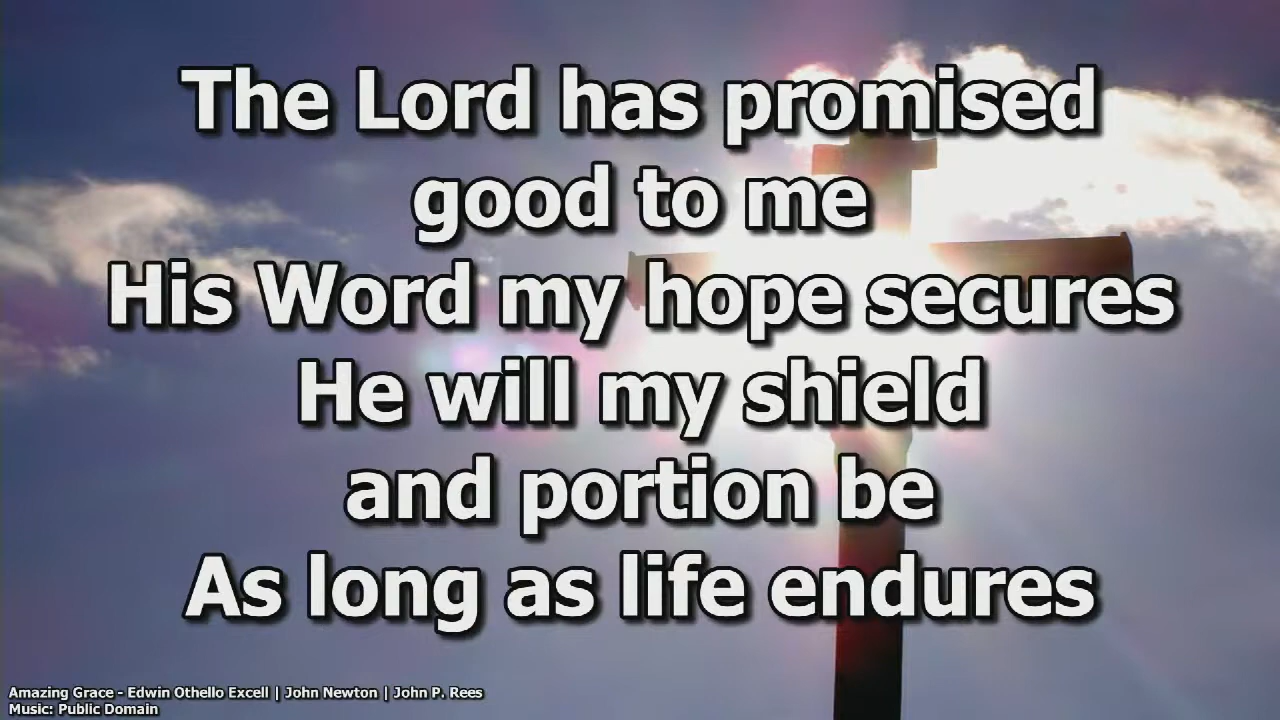 The Lord has promised
good to me
His Word my hope secures
He will my shield
and portion be
As long as life endures
Amazing Grace - Edwin Othello Excell | John Newton | John P. Rees
Music: Public Domain